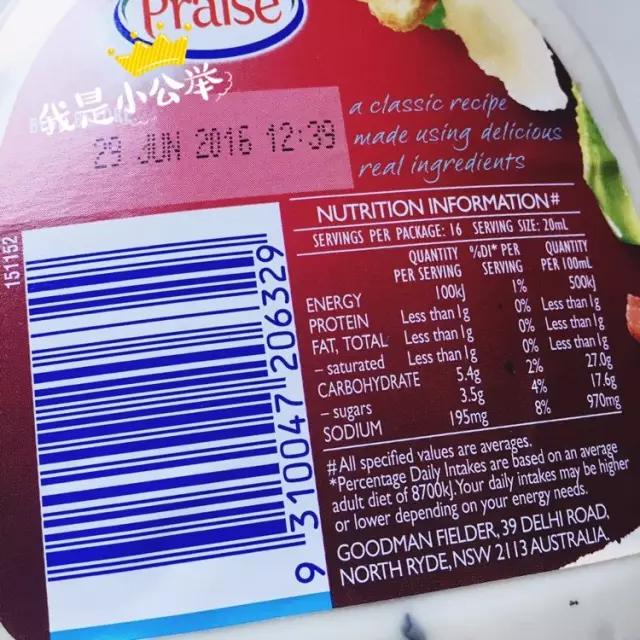 Praise
我是小公举
29 JUN 2016 12:39
a classic recipe
made using delicious
real ingredients
151152
9 310047 206329
NUTRITION INFORMATION#
SERVINGS PER PACKAGE: 16 SERVING SIZE: 20mL
QUANTITY %DI* PER QUANTITY
PER SERVING SERVING PER 100mL
ENERGY 100kJ 1% 500kJ
PROTEIN Less than 1g 0% Less than 1g
FAT, TOTAL Less than 1g 0% Less than 1g
– saturated Less than 1g 0% Less than 1g
CARBOHYDRATE 5.4g 2% 27.0g
– sugars 3.5g 4% 17.6g
SODIUM 195mg 8% 970mg
#All specified values are averages.
*Percentage Daily Intakes are based on an average
adult diet of 8700kJ. Your daily intakes may be higher
or lower depending on your energy needs.
GOODMAN FIELDER, 39 DELHI ROAD,
NORTH RYDE, NSW 2113 AUSTRALIA.